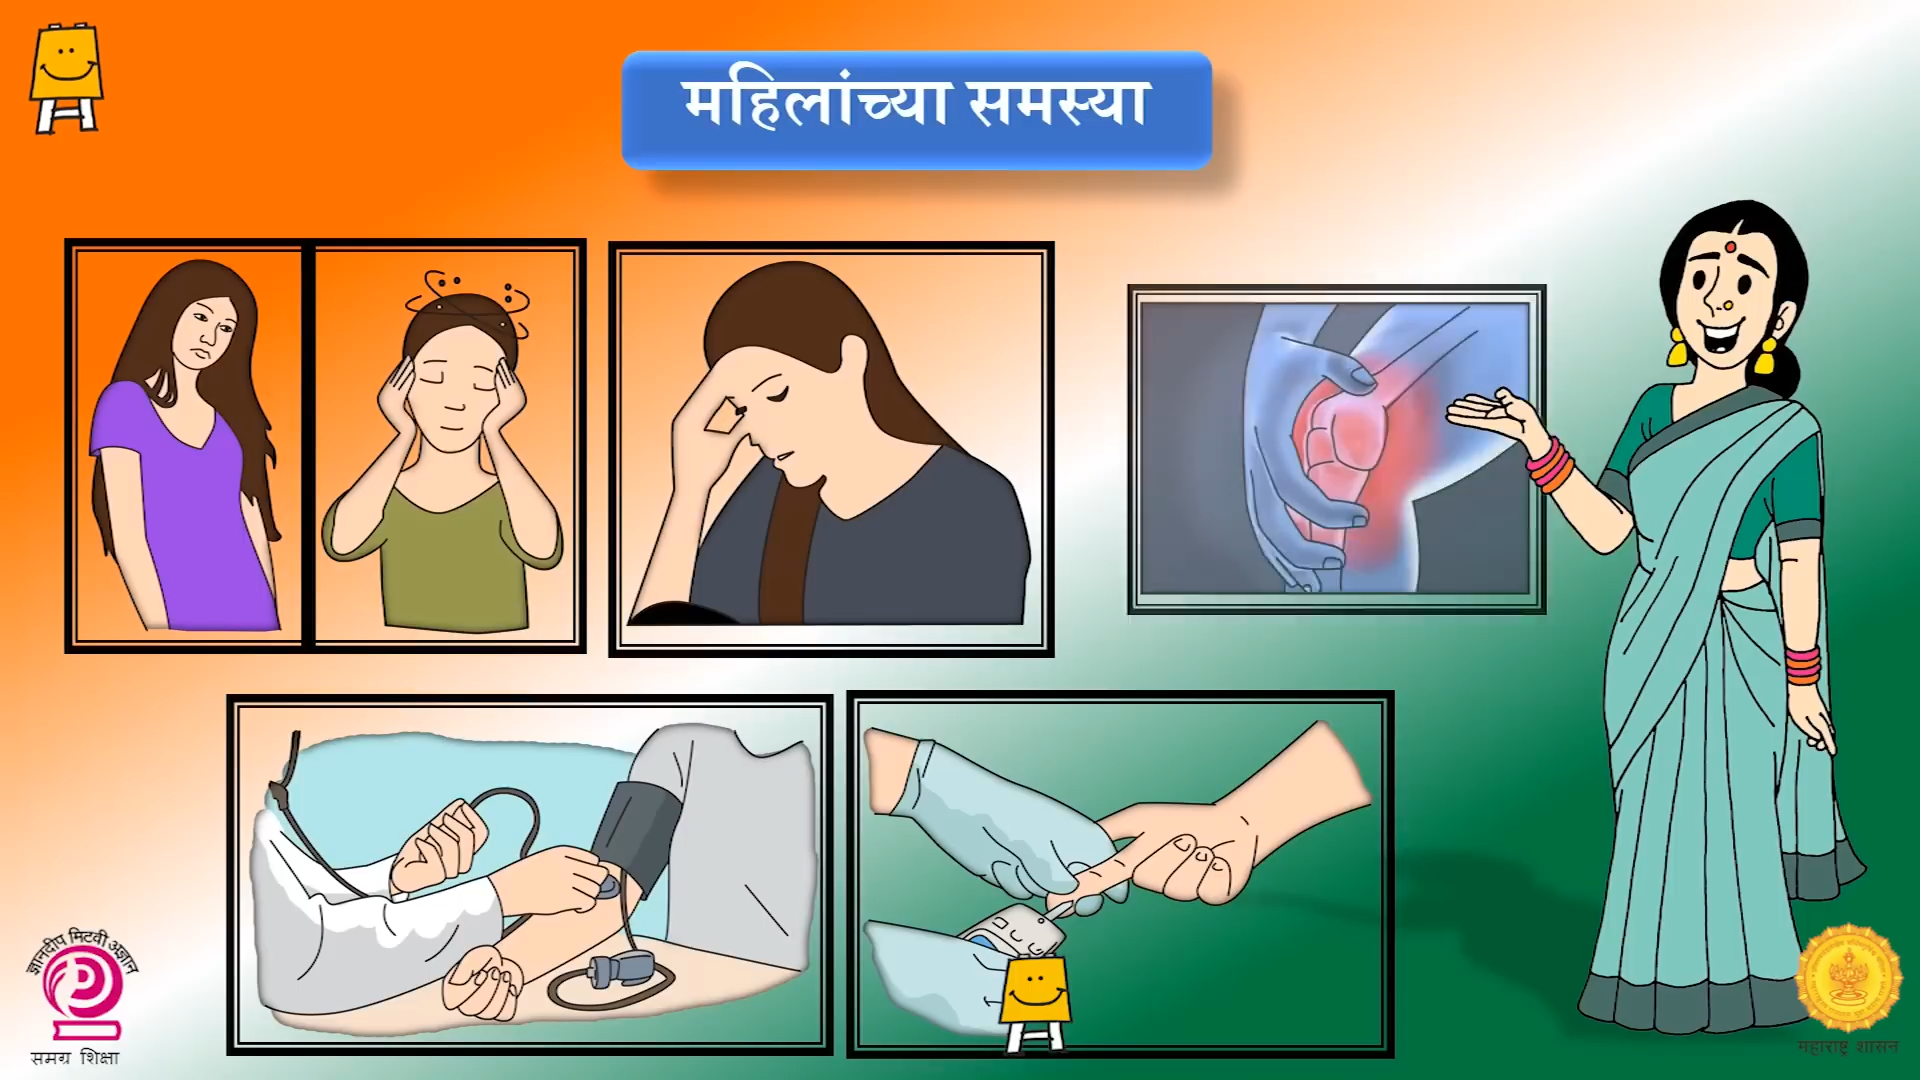 महिलांच्या समस्या
ज्ञानदीप मिटवी अज्ञान
समग्र शिक्षा
महाराष्ट्र शासन